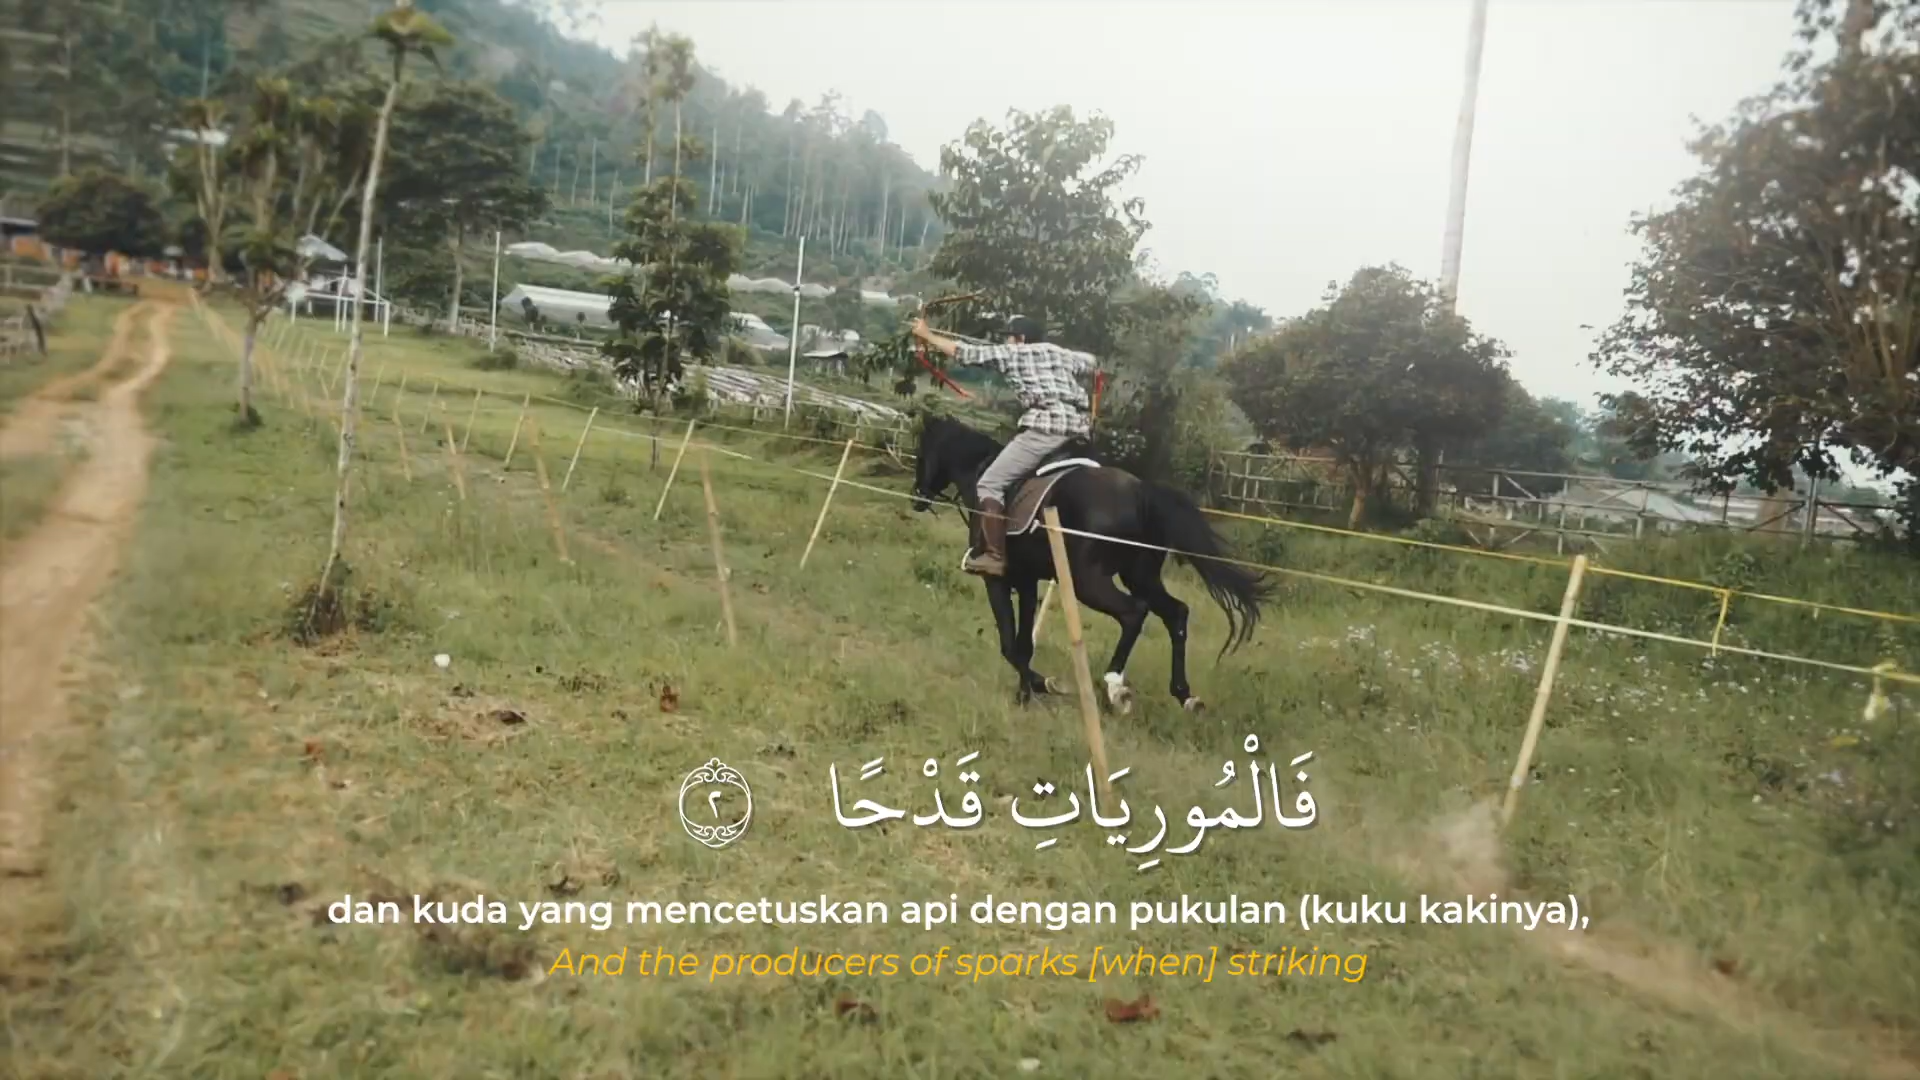 فَالْمُورِيَاتِ قَدْحًا ٢
dan kuda yang mencetuskan api dengan pukulan (kuku kakinya),
And the producers of sparks [when] striking